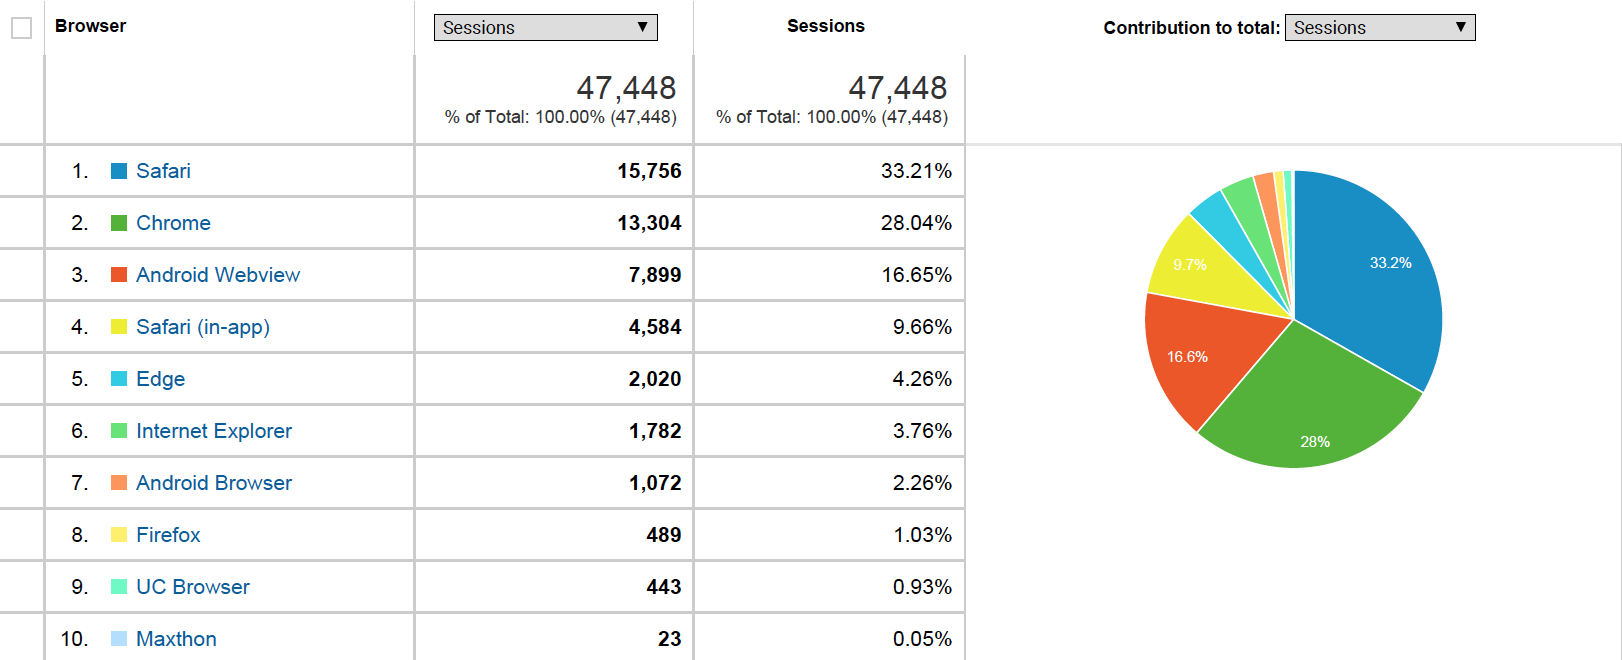 Browser Sessions ▼ Sessions Contribution to total: Sessions ▼
47,448 47,448
% of Total: 100.00% (47,448) % of Total: 100.00% (47,448)
1. Safari 15,756 33.21%
2. Chrome 13,304 28.04%
3. Android Webview 7,899 16.65%
4. Safari (in-app) 4,584 9.66%
5. Edge 2,020 4.26%
6. Internet Explorer 1,782 3.76%
7. Android Browser 1,072 2.26%
8. Firefox 489 1.03%
9. UC Browser 443 0.93%
10. Maxthon 23 0.05%
33.2%
9.7%
16.6%
28%